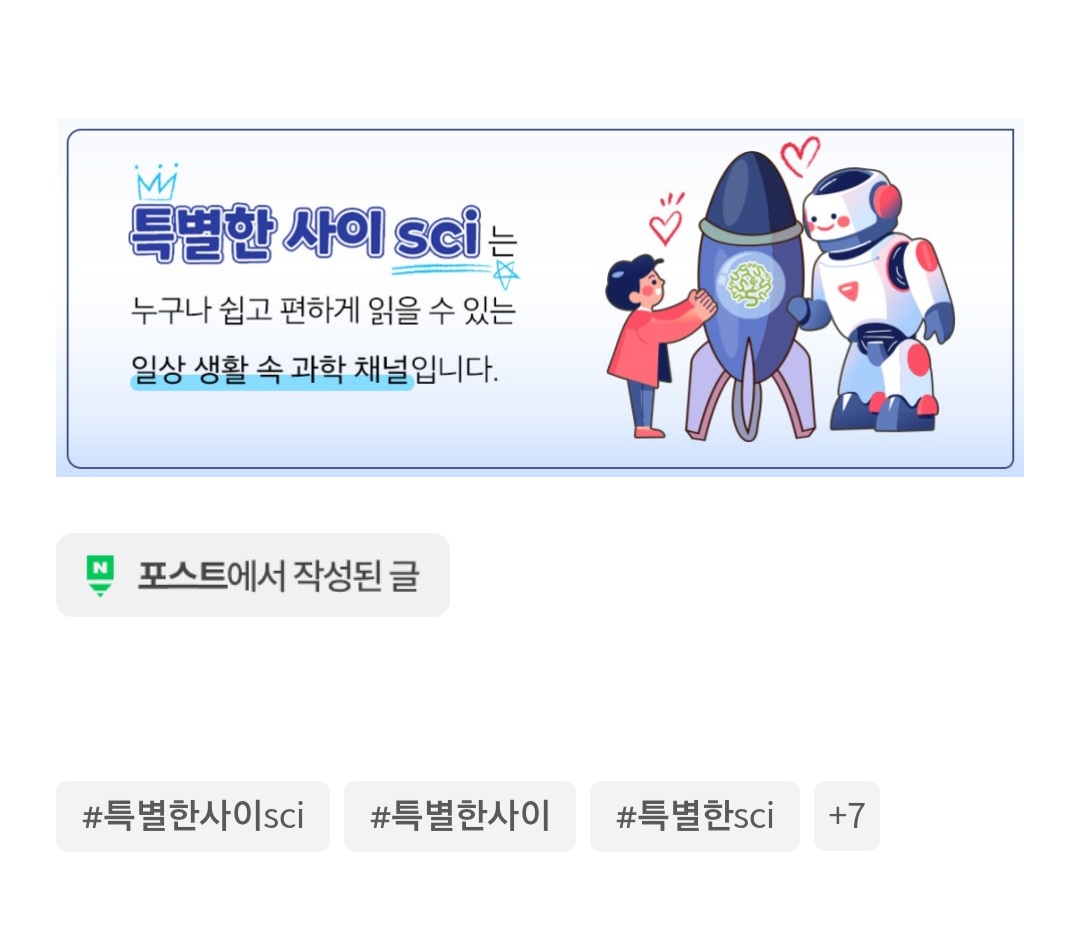 특별한 사이 sci 는
누구나 쉽고 편하게 읽을 수 있는
일상 생활 속 과학 채널입니다.
N 포스트에서 작성된 글
#특별한사이sci #특별한사이 #특별한sci +7